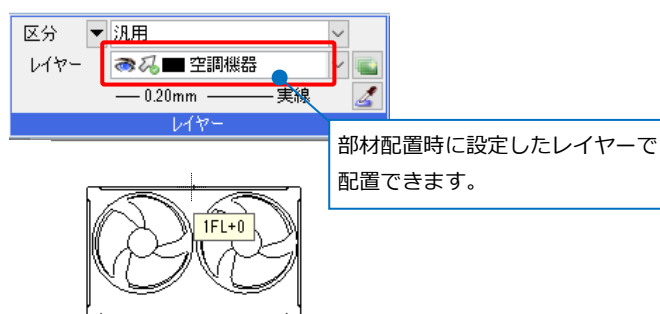 区分 汎用
レイヤー 空調機器
0.20mm 実線
レイヤー
部材配置時に設定したレイヤーで
配置できます。
1FL+0